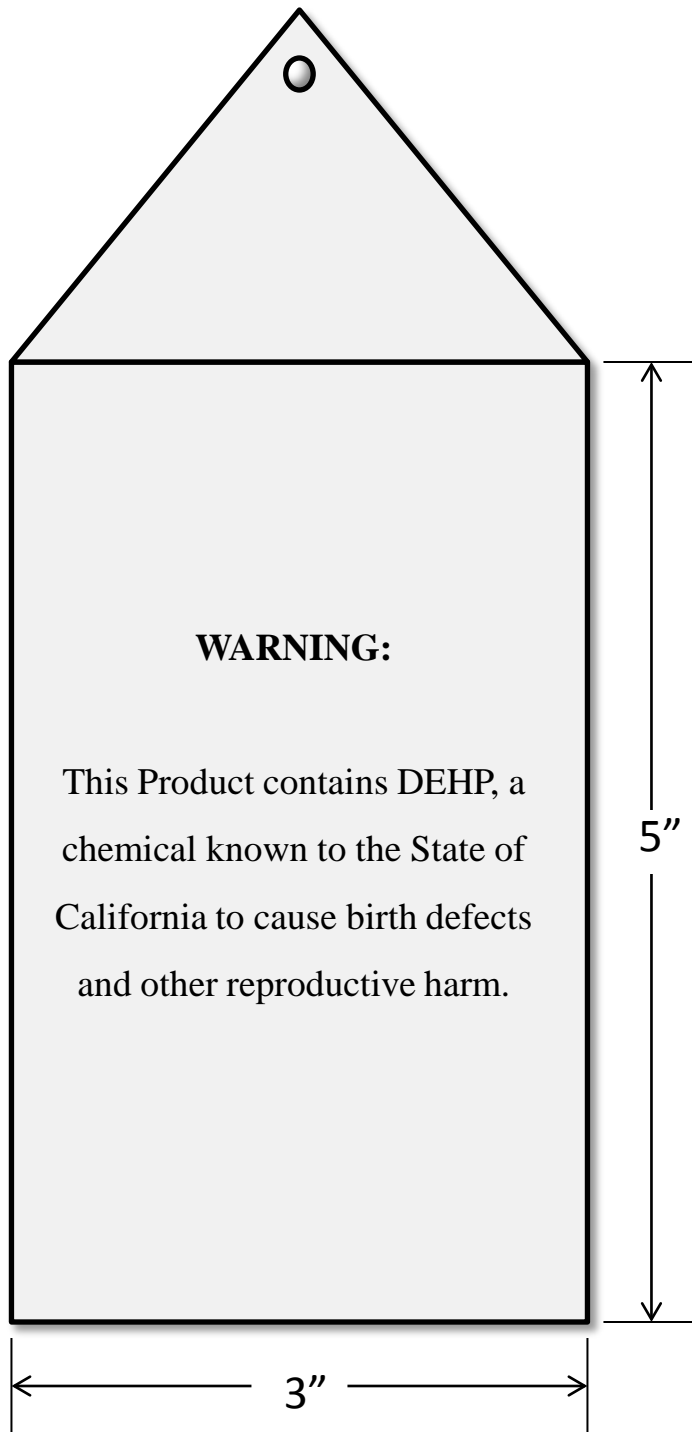 WARNING:
This Product contains DEHP, a
chemical known to the State of
California to cause birth defects
and other reproductive harm.
5”
3”